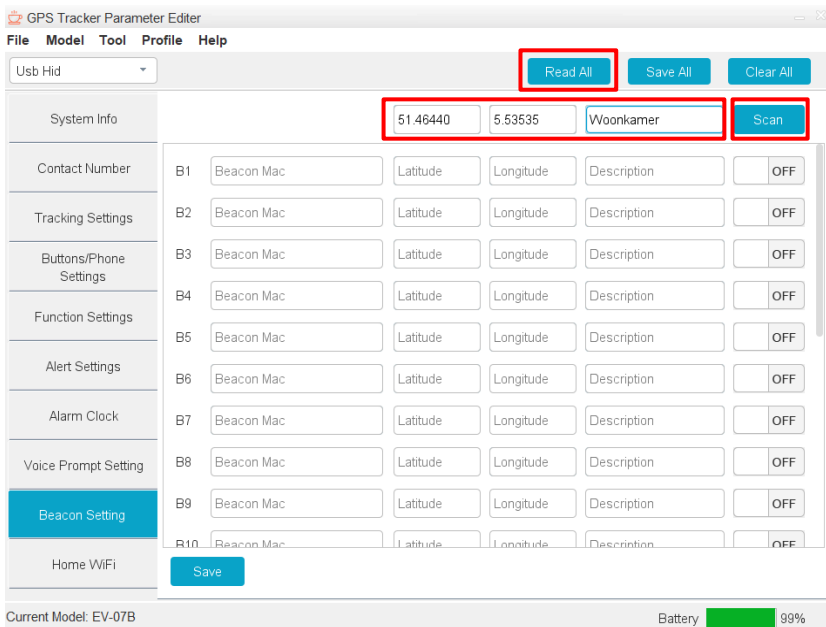 GPS Tracker Parameter Editer
File Model Tool Profile Help
Usb Hid Read All Save All Clear All
System Info 51.46440 5.53535 Woonkamer Scan
Contact Number
Tracking Settings
Buttons/Phone
Settings
Function Settings
Alert Settings
Alarm Clock
Voice Prompt Setting
Beacon Setting
Home WiFi
B1 Beacon Mac Latitude Longitude Description OFF
B2 Beacon Mac Latitude Longitude Description OFF
B3 Beacon Mac Latitude Longitude Description OFF
B4 Beacon Mac Latitude Longitude Description OFF
B5 Beacon Mac Latitude Longitude Description OFF
B6 Beacon Mac Latitude Longitude Description OFF
B7 Beacon Mac Latitude Longitude Description OFF
B8 Beacon Mac Latitude Longitude Description OFF
B9 Beacon Mac Latitude Longitude Description OFF
B10 Beacon Mac Latitude Longitude Description OFF
Save
Current Model: EV-07B Battery 99%